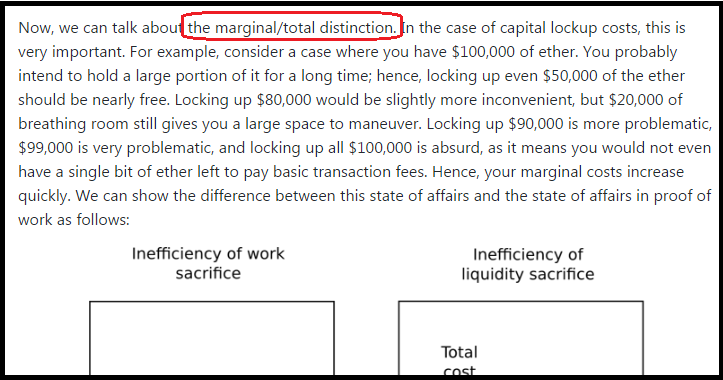 Now, we can talk about the marginal/total distinction. In the case of capital lockup costs, this is
very important. For example, consider a case where you have $100,000 of ether. You probably
intend to hold a large portion of it for a long time; hence, locking up even $50,000 of the ether
should be nearly free. Locking up $80,000 would be slightly more inconvenient, but $20,000 of
breathing room still gives you a large space to maneuver. Locking up $90,000 is more problematic,
$99,000 is very problematic, and locking up all $100,000 is absurd, as it means you would not even
have a single bit of ether left to pay basic transaction fees. Hence, your marginal costs increase
quickly. We can show the difference between this state of affairs and the state of affairs in proof of
work as follows:
Inefficiency of work
sacrifice
Inefficiency of
liquidity sacrifice
Total
cost